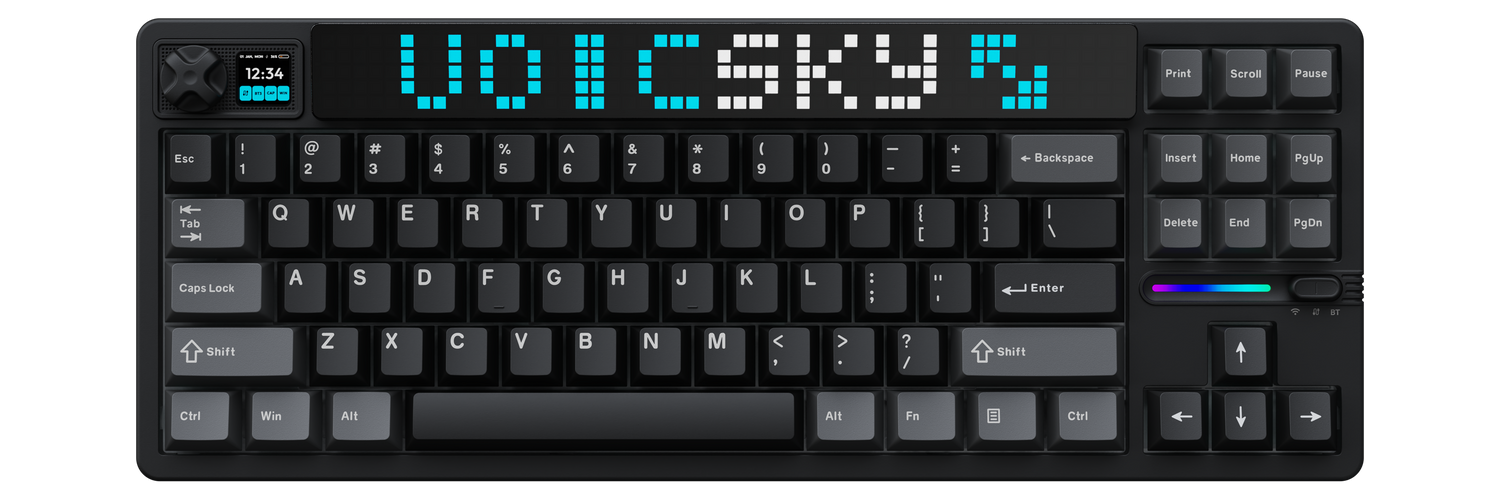 UOICSKY
12:34
Print Scroll Pause
Esc ! 1 @ 2 # 3 $ 4 % 5 ^ 6 & 7 * 8 ( 9 ) 0 — - + = ← Backspace
Insert Home PgUp
Tab Q W E R T Y U I O P { [ } ] | \
Delete End PgDn
Caps Lock A S D F G H J K L : ; " ' Enter
BT
Shift Z X C V B N M < , > . ? / Shift
↑
Ctrl Win Alt Alt Fn Ctrl
← ↓ →